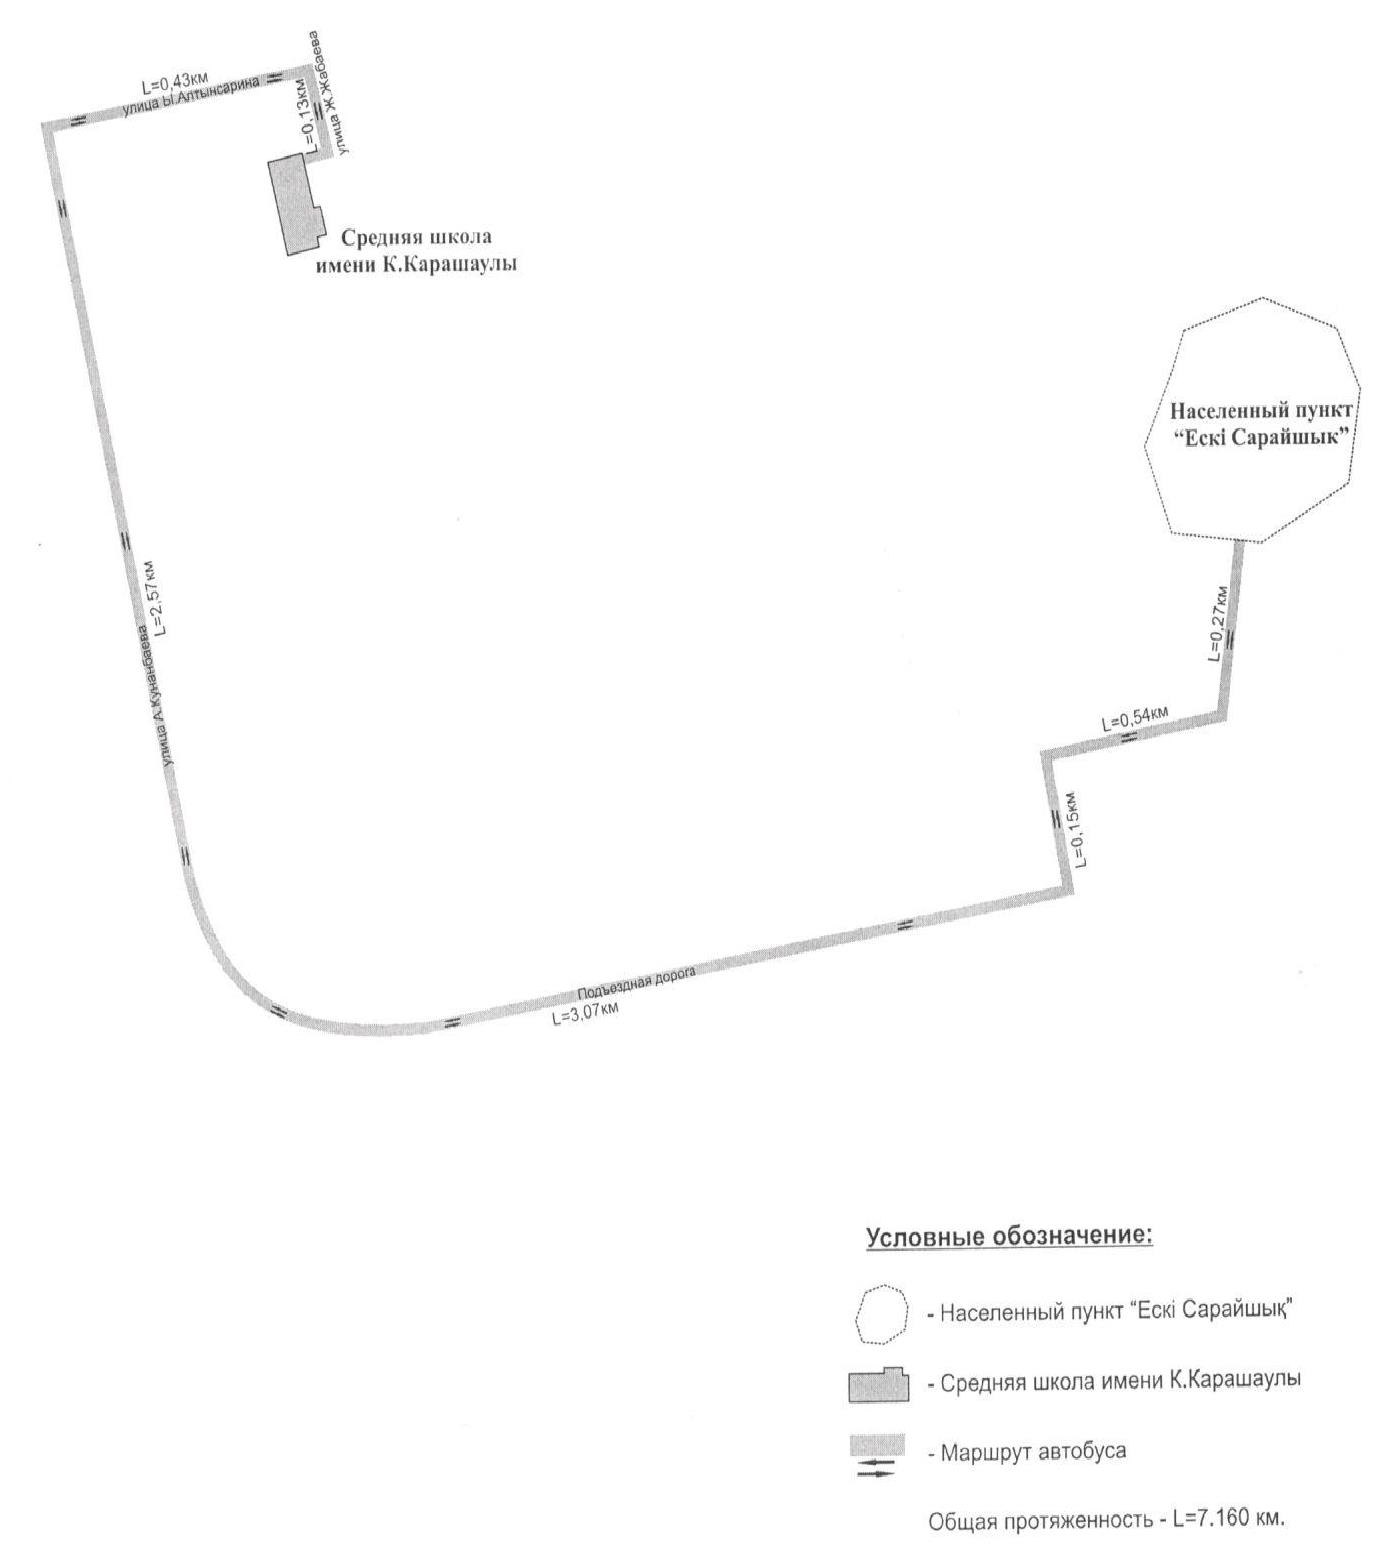 улица Ж.Жабаева
L=0,43км
улица Ы.Алтынсарина
L=0,13км
Средняя школа
имени К.Карашаулы
Населенный пункт
“Ескі Сарайшык”
L=2,57км
улица А.Кунанбаева
L=0,27км
L=0,54км
L=0,15км
Подъездная дорога
L=3,07км
Условные обозначение:
- Населенный пункт “Ескі Сарайшық”
- Средняя школа имени К.Карашаулы
- Маршрут автобуса
Общая протяженность - L=7.160 км.